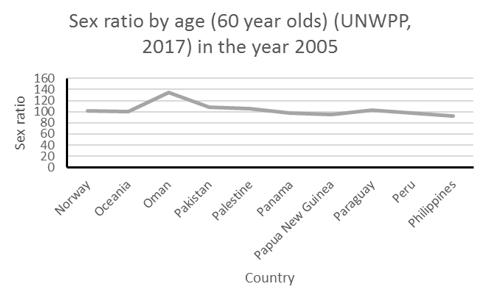 Sex ratio by age (60 year olds) (UNWPP,
2017) in the year 2005
Sex ratio
160
140
120
100
80
60
40
20
0
Norway
Oceania
Oman
Pakistan
Palestine
Panama
Papua New Guinea
Paraguay
Peru
Philippines
Country